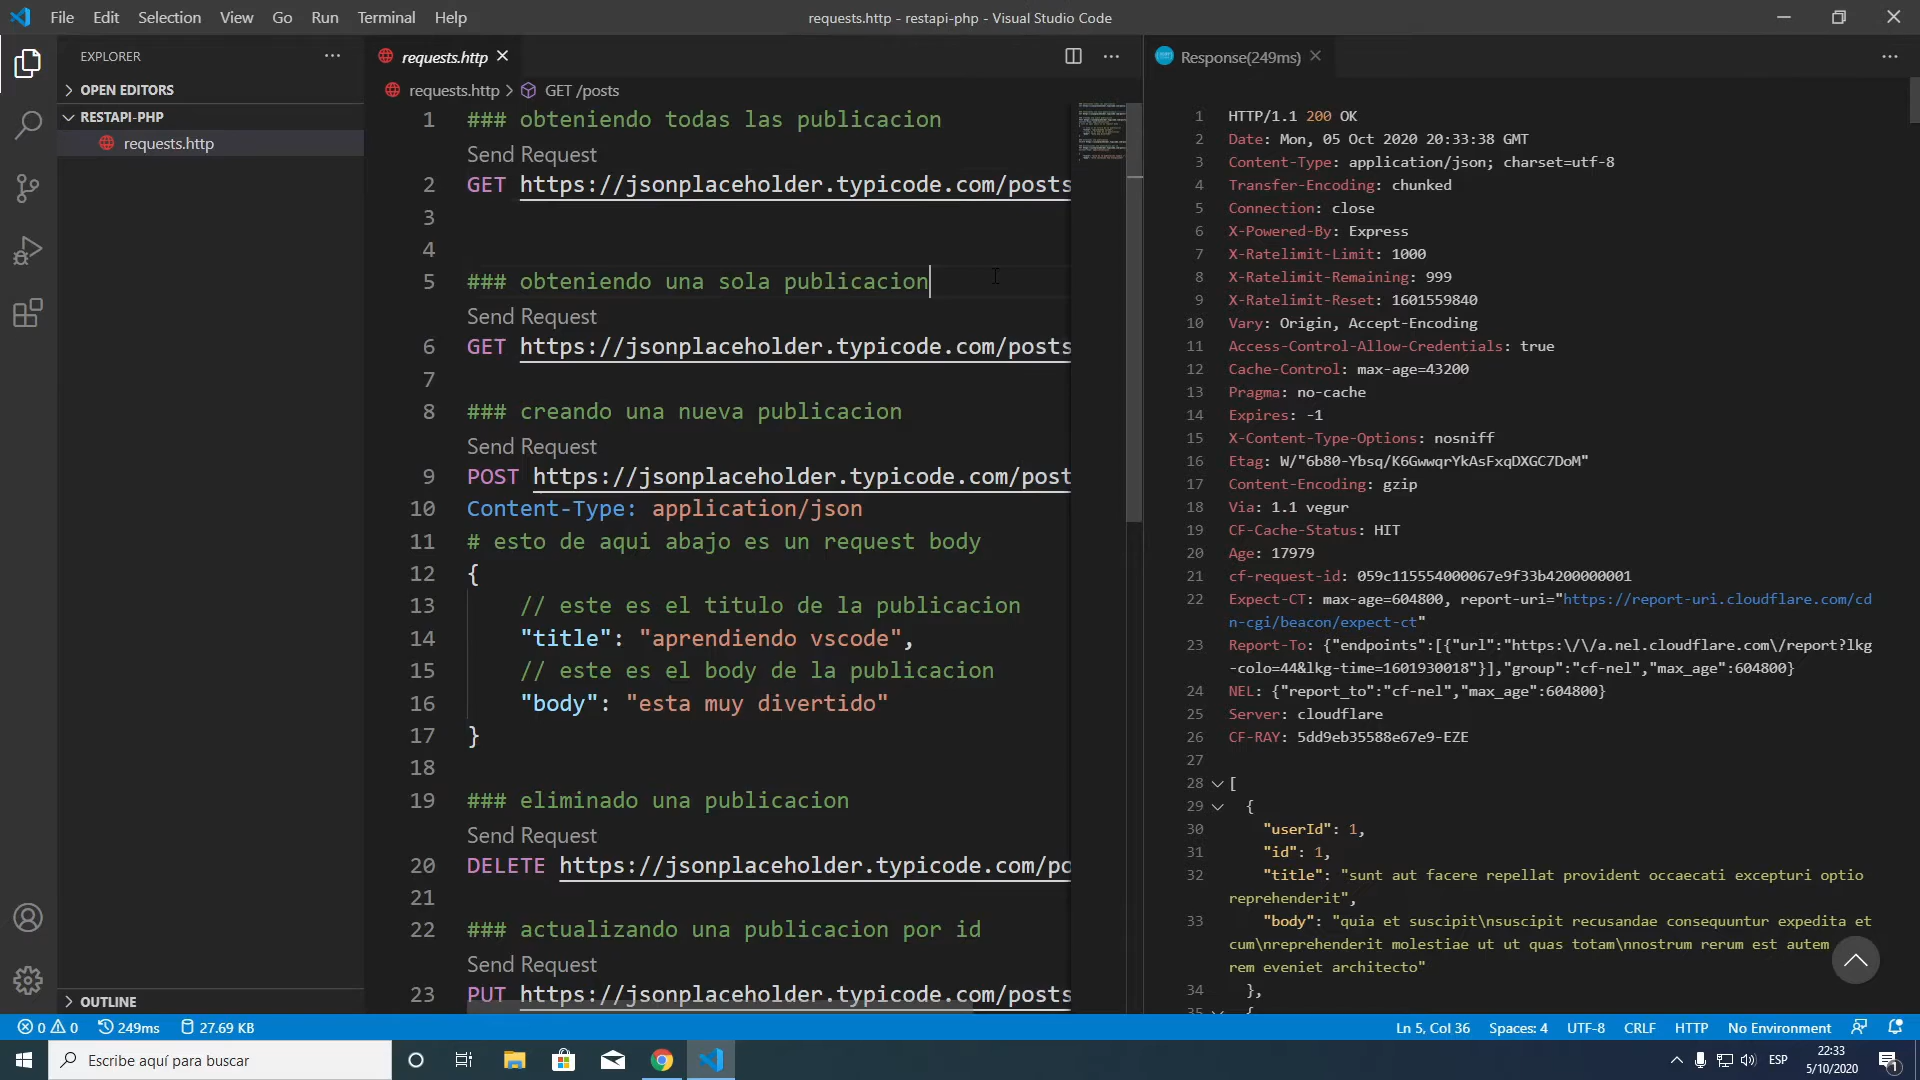 File Edit Selection View Go Run Terminal Help
requests.http - restapi-php - Visual Studio Code
EXPLORER
OPEN EDITORS
RESTAPI-PHP
requests.http
OUTLINE
requests.http
requests.http > GET /posts
1 ### obteniendo todas las publicacion
Send Request
2 GET https://jsonplaceholder.typicode.com/posts
3
4
5 ### obteniendo una sola publicacion
Send Request
6 GET https://jsonplaceholder.typicode.com/posts
7
8 ### creando una nueva publicacion
Send Request
9 POST https://jsonplaceholder.typicode.com/post
10 Content-Type: application/json
11 # esto de aqui abajo es un request body
12 {
13 // este es el titulo de la publicacion
14 "title": "aprendiendo vscode",
15 // este es el body de la publicacion
16 "body": "esta muy divertido"
17 }
18
19 ### eliminado una publicacion
Send Request
20 DELETE https://jsonplaceholder.typicode.com/po
21
22 ### actualizando una publicacion por id
Send Request
23 PUT https://jsonplaceholder.typicode.com/posts
Response(249ms)
1 HTTP/1.1 200 OK
2 Date: Mon, 05 Oct 2020 20:33:38 GMT
3 Content-Type: application/json; charset=utf-8
4 Transfer-Encoding: chunked
5 Connection: close
6 X-Powered-By: Express
7 X-Ratelimit-Limit: 1000
8 X-Ratelimit-Remaining: 999
9 X-Ratelimit-Reset: 1601559840
10 Vary: Origin, Accept-Encoding
11 Access-Control-Allow-Credentials: true
12 Cache-Control: max-age=43200
13 Pragma: no-cache
14 Expires: -1
15 X-Content-Type-Options: nosniff
16 Etag: W/"6b80-Ybsq/K6GwwqrYkAsFxqDXGC7DoM"
17 Content-Encoding: gzip
18 Via: 1.1 vegur
19 CF-Cache-Status: HIT
20 Age: 17979
21 cf-request-id: 059c115554000067e9f33b4200000001
22 Expect-CT: max-age=604800, report-uri="https://report-uri.cloudflare.com/cd
n-cgi/beacon/expect-ct"
23 Report-To: {"endpoints":[{"url":"https:\/\/a.nel.cloudflare.com\/report?lkg
-colo=44&lkg-time=1601930018"}],"group":"cf-nel","max_age":604800}
24 NEL: {"report_to":"cf-nel","max_age":604800}
25 Server: cloudflare
26 CF-RAY: 5dd9eb35588e67e9-EZE
27
28 [
29 {
30 "userId": 1,
31 "id": 1,
32 "title": "sunt aut facere repellat provident occaecati excepturi optio
reprehenderit",
33 "body": "quia et suscipit\nsuscipit recusandae consequuntur expedita et
cum\nreprehenderit molestiae ut ut quas totam\nnostrum rerum est autem
rem eveniet architecto"
34 },
35 {
0 0 249ms 27.69 KB
Ln 5, Col 36 Spaces: 4 UTF-8 CRLF HTTP No Environment
Escribe aquí para buscar
ESP
22:33
5/10/2020
1